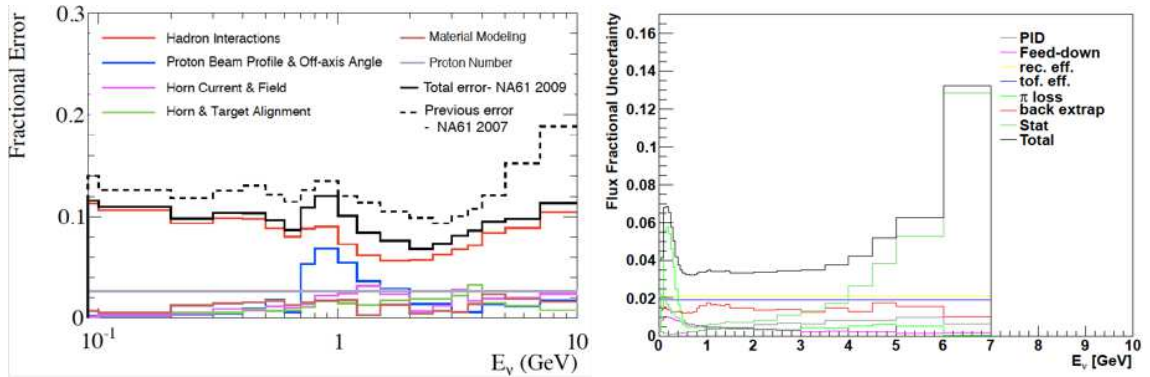 Fractional Error
0.3
0.2
0.1
0
Hadron Interactions
Proton Beam Profile & Off-axis Angle
Horn Current & Field
Horn & Target Alignment
Material Modeling
Proton Number
Total error- NA61 2009
Previous error
- NA61 2007
10⁻¹
1
10
Eν (GeV)
Flux Fractional Uncertainty
0.16
0.14
0.12
0.1
0.08
0.06
0.04
0.02
0
PID
Feed-down
rec. eff.
tof. eff.
π loss
back extrap
Stat
Total
0 1 2 3 4 5 6 7 8 9 10
Eν [GeV]